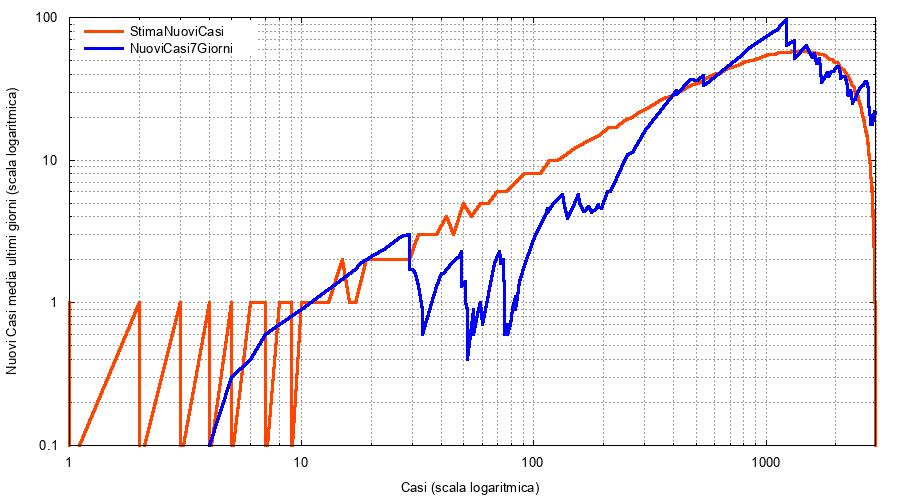 100
StimaNuoviCasi
NuoviCasi7Giorni
10
1
0.1
Nuovi Casi media ultimi giorni (scala logaritmica)
1
10
100
1000
Casi (scala logaritmica)